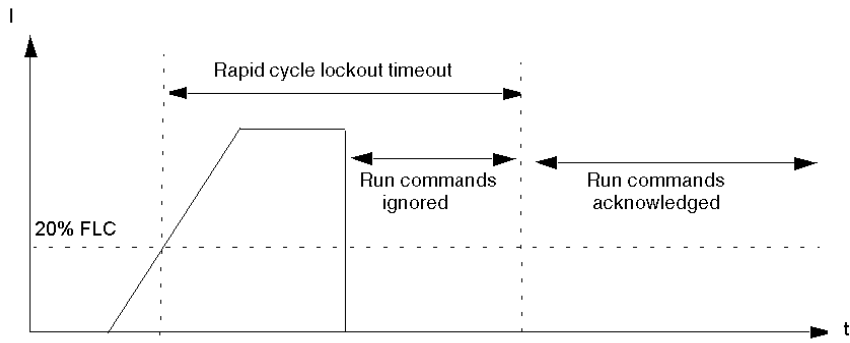 I
Rapid cycle lockout timeout
Run commands
ignored
Run commands
acknowledged
20% FLC
t